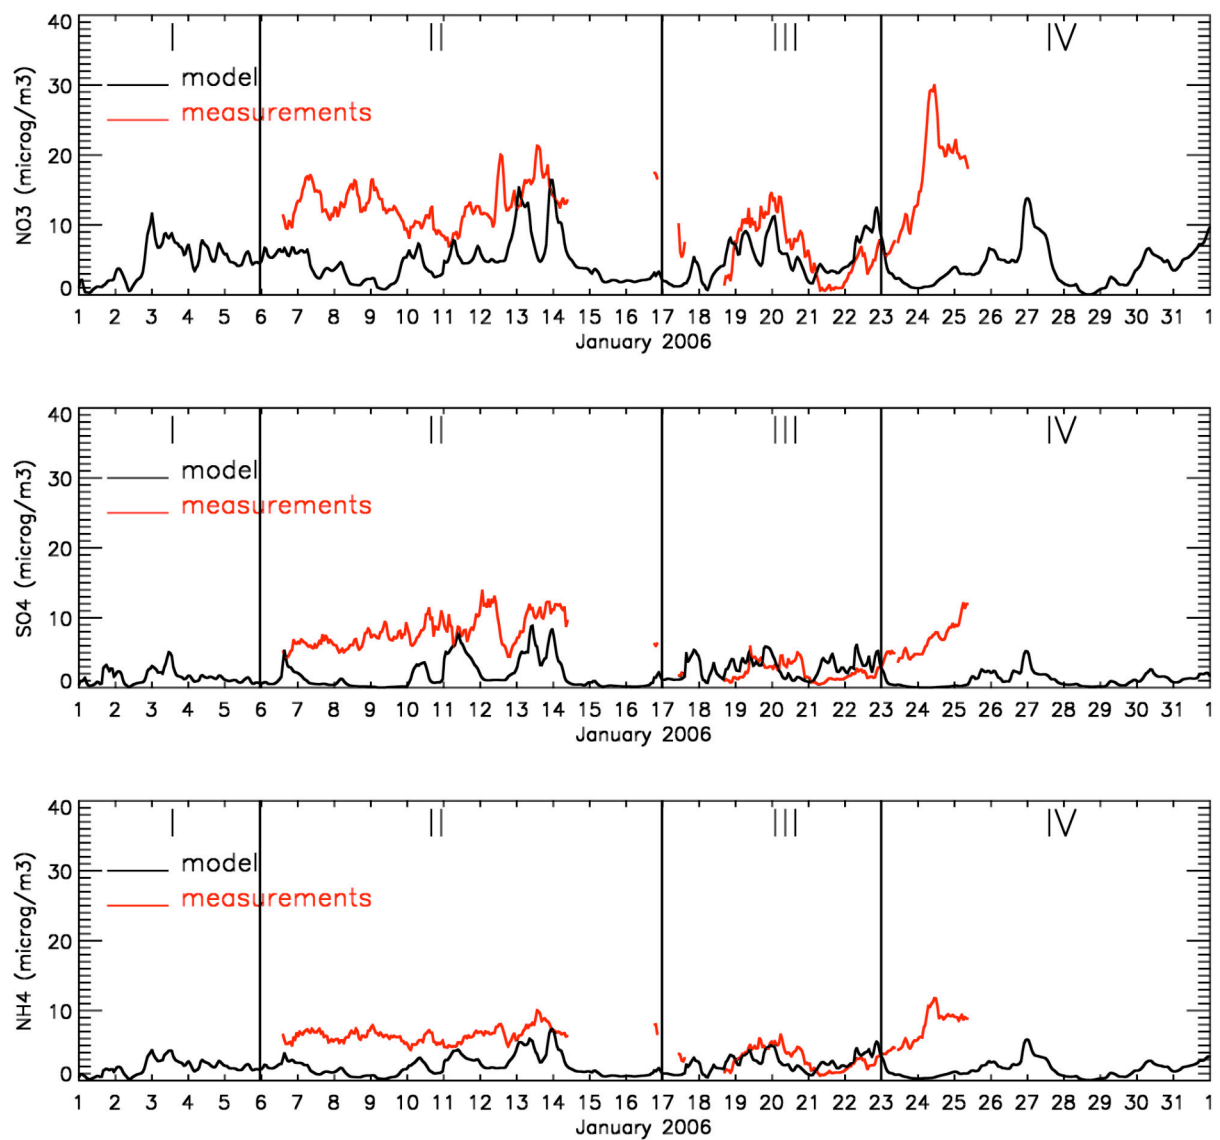 40
I II III IV
model
30
measurements
20
10
0
NO3 (microg/m3)
1 2 3 4 5 6 7 8 9 10 11 12 13 14 15 16 17 18 19 20 21 22 23 24 25 26 27 28 29 30 31 1
January 2006
40
I II III IV
model
30
measurements
20
10
0
SO4 (microg/m3)
1 2 3 4 5 6 7 8 9 10 11 12 13 14 15 16 17 18 19 20 21 22 23 24 25 26 27 28 29 30 31 1
January 2006
40
I II III IV
model
30
measurements
20
10
0
NH4 (microg/m3)
1 2 3 4 5 6 7 8 9 10 11 12 13 14 15 16 17 18 19 20 21 22 23 24 25 26 27 28 29 30 31 1
January 2006